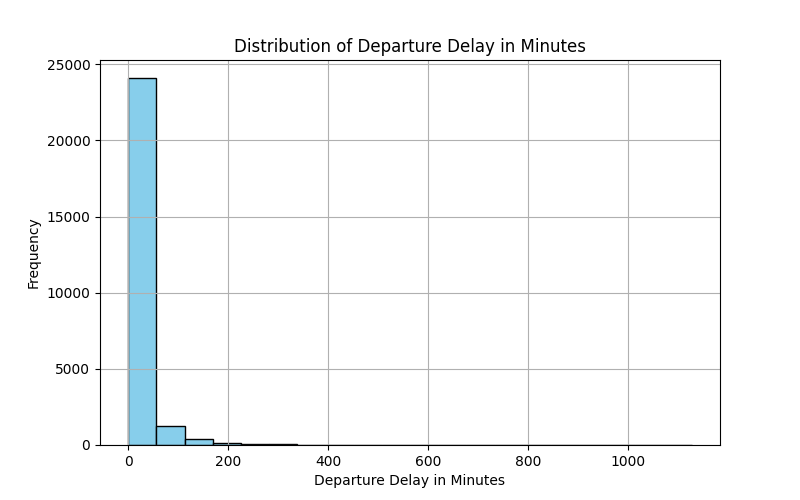 Distribution of Departure Delay in Minutes
25000
20000
15000
10000
5000
0
Frequency
0 200 400 600 800 1000
Departure Delay in Minutes